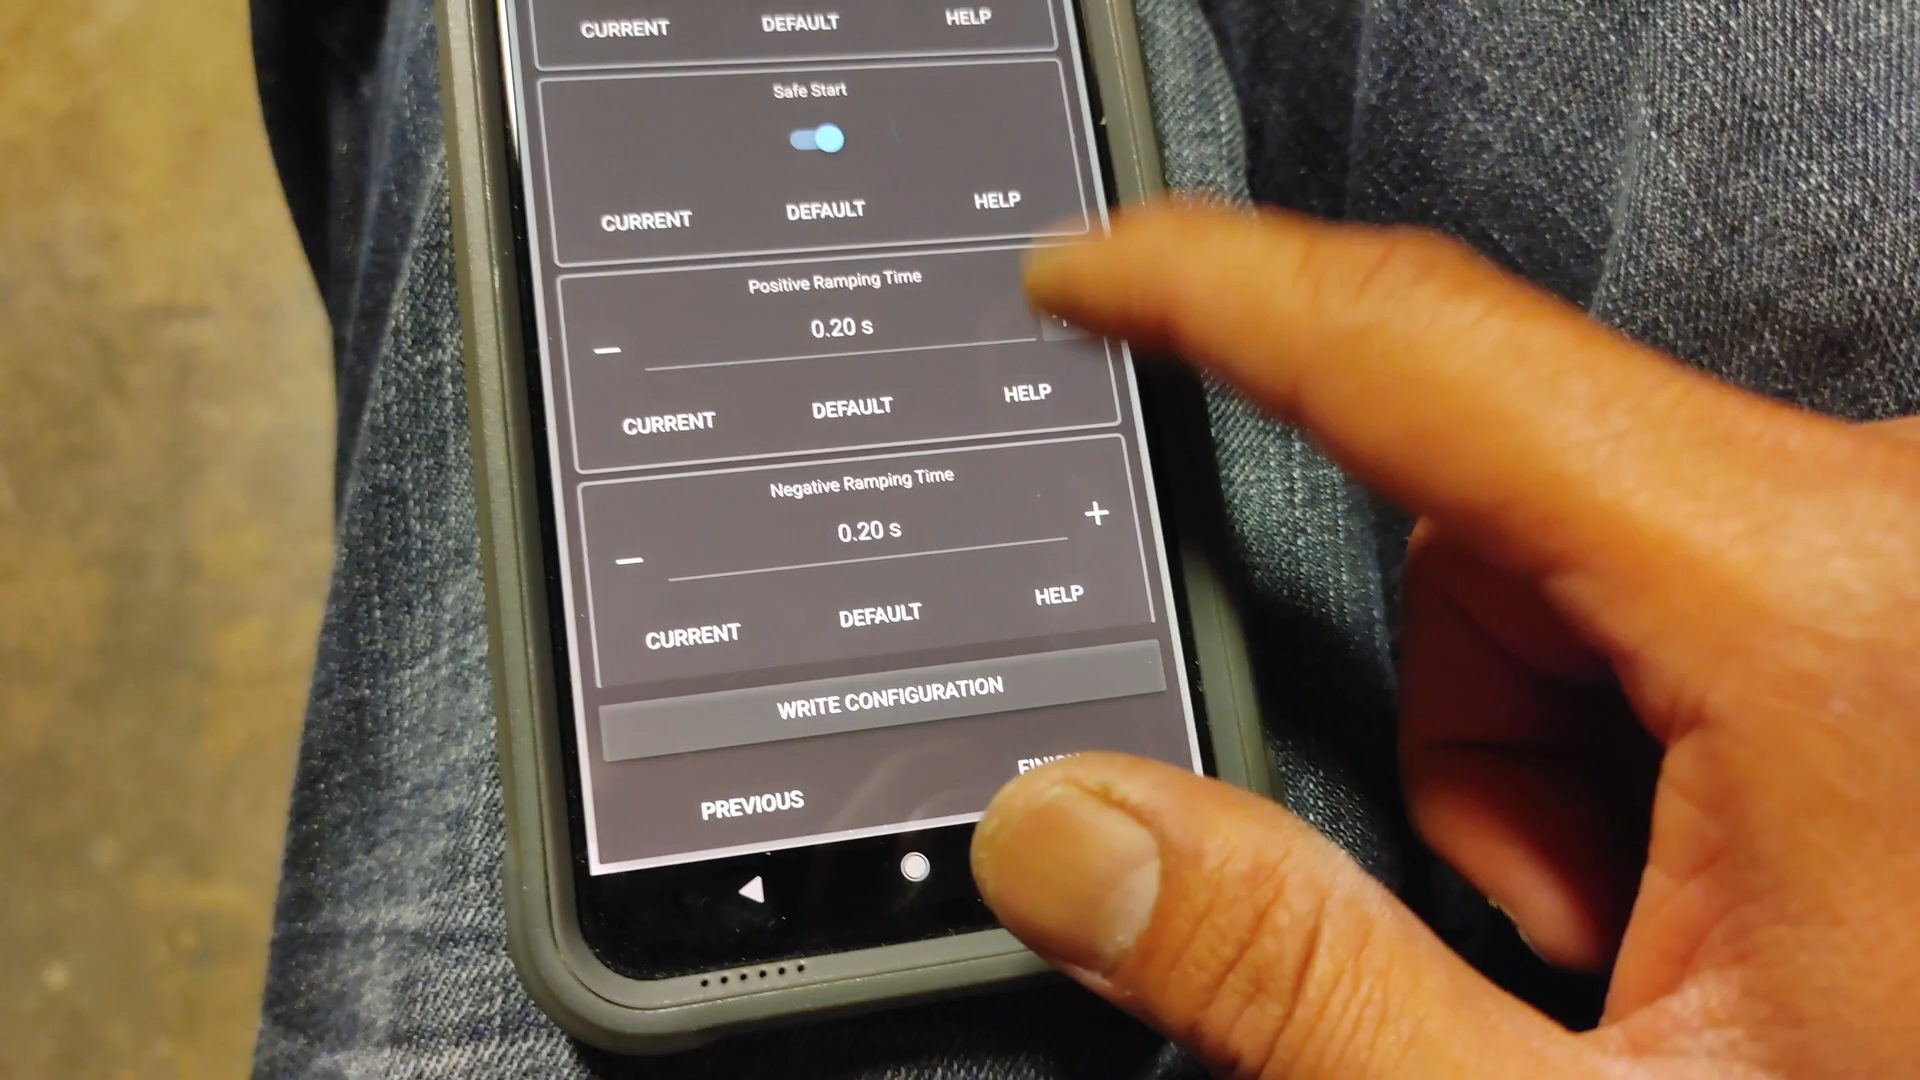 CURRENT DEFAULT HELP
Safe Start
CURRENT DEFAULT HELP
Positive Ramping Time
0.20 s
CURRENT DEFAULT HELP
Negative Ramping Time
0.20 s
CURRENT DEFAULT HELP
WRITE CONFIGURATION
PREVIOUS FINISH